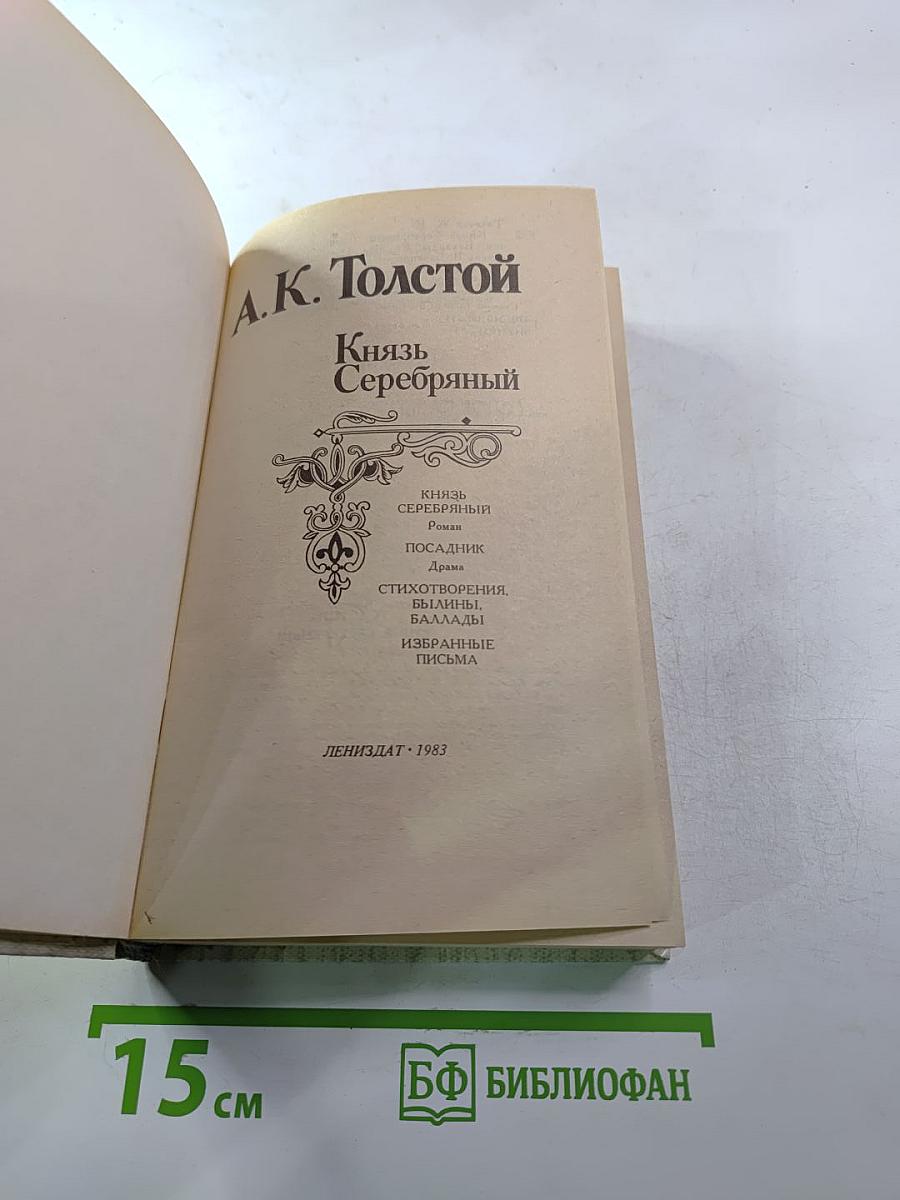 А. К. Толстой
Князь
Серебряный
КНЯЗЬ
СЕРЕБРЯНЫЙ
Роман
ПОСАДНИК
Драма
СТИХОТВОРЕНИЯ,
БЫЛИНЫ,
БАЛЛАДЫ
ИЗБРАННЫЕ
ПИСЬМА
ЛЕНИЗДАТ · 1983
15 см
БФ БИБЛИОФАН